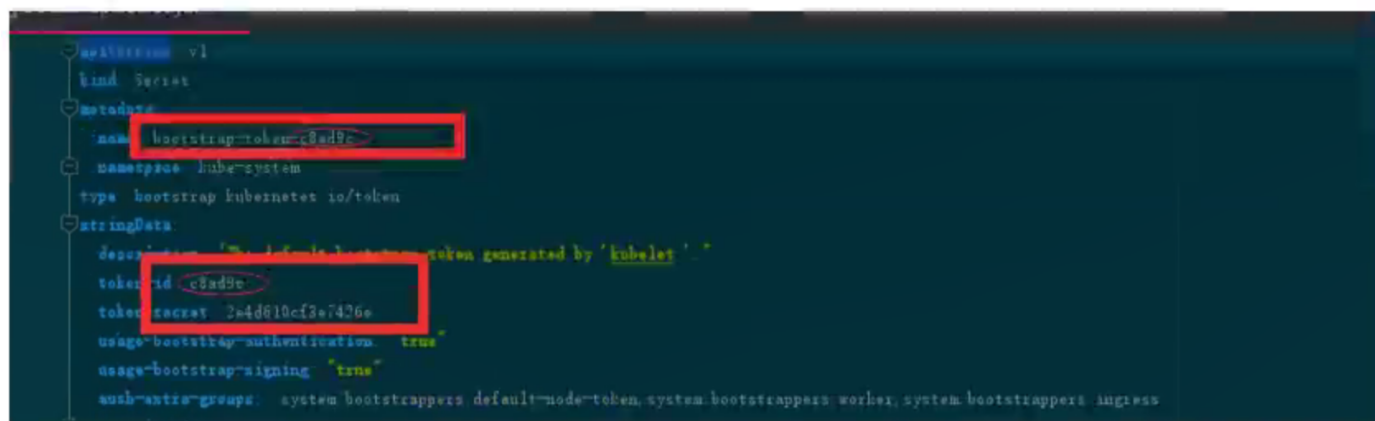 apiVersion v1
kind Secret
metadata
name bootstrap-token-c8ad9c
namespace kube-system
type bootstrap kubernetes io/token
stringData
description "The default bootstrap token generated by 'kubelet '."
token-id c8ad9c
token-secret 2e4d610cf3e7426e
usage-bootstrap-authentication "true"
usage-bootstrap-signing "true"
auth-extra-groups system bootstrappers default-node-token,system bootstrappers worker,system bootstrappers ingress